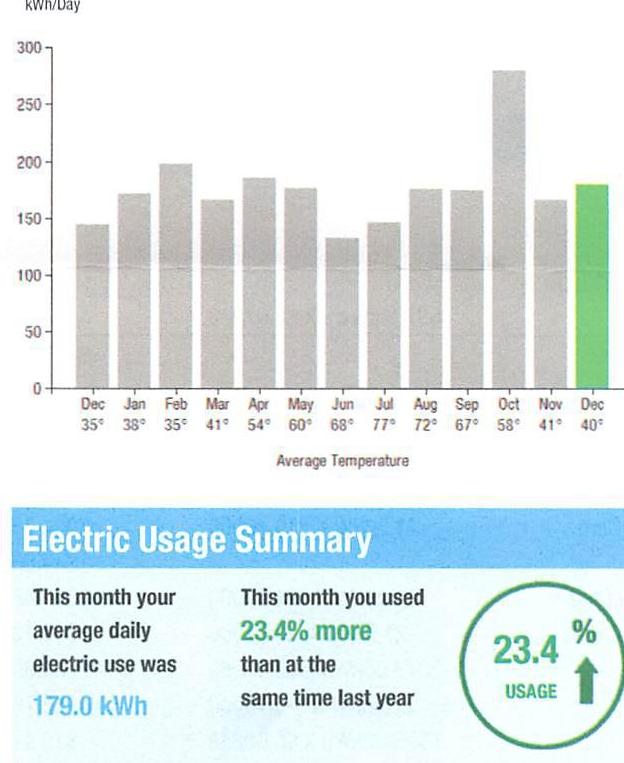 kWh/Day
300
250
200
150
100
50
0
Dec Jan Feb Mar Apr May Jun Jul Aug Sep Oct Nov Dec
35° 38° 35° 41° 54° 60° 68° 77° 72° 67° 58° 41° 40°
Average Temperature
Electric Usage Summary
This month your
average daily
electric use was
179.0 kWh
This month you used
23.4% more
than at the
same time last year
23.4 %
USAGE